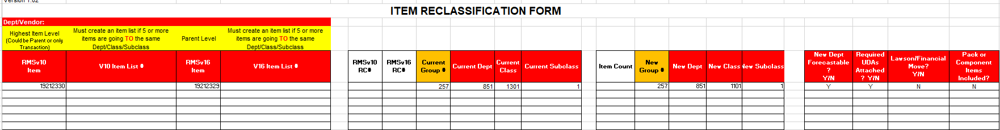 Version 1.02
ITEM RECLASSIFICATION FORM
Dept/Vendor:
Highest Item Level
(Could be Parent or only
Transaction)
Must create an item list if 5 or more
items are going TO the same
Dept/Class/Subclass
Parent Level
Must create an item list if 5 or more
items are going TO the same
Dept/Class/Subclass
RMSv10
Item
V10 Item List #
RMSv16
Item
V16 Item List #
RMSv10
RC#
RMSv16
RC#
Current
Group #
Current Dept
Current
Class
Current Subclass
Item Count
New
Group #
New Dept
New Class
New Subclass
New Dept
Forecastable
?
Y/N
Required
UDAs
Attached
? Y/N
Lawson/Financial
Move?
Y/N
Pack or
Component
Items
Included?
19212330 19212329 257 851 1301 1 257 851 1101 1 Y Y N N